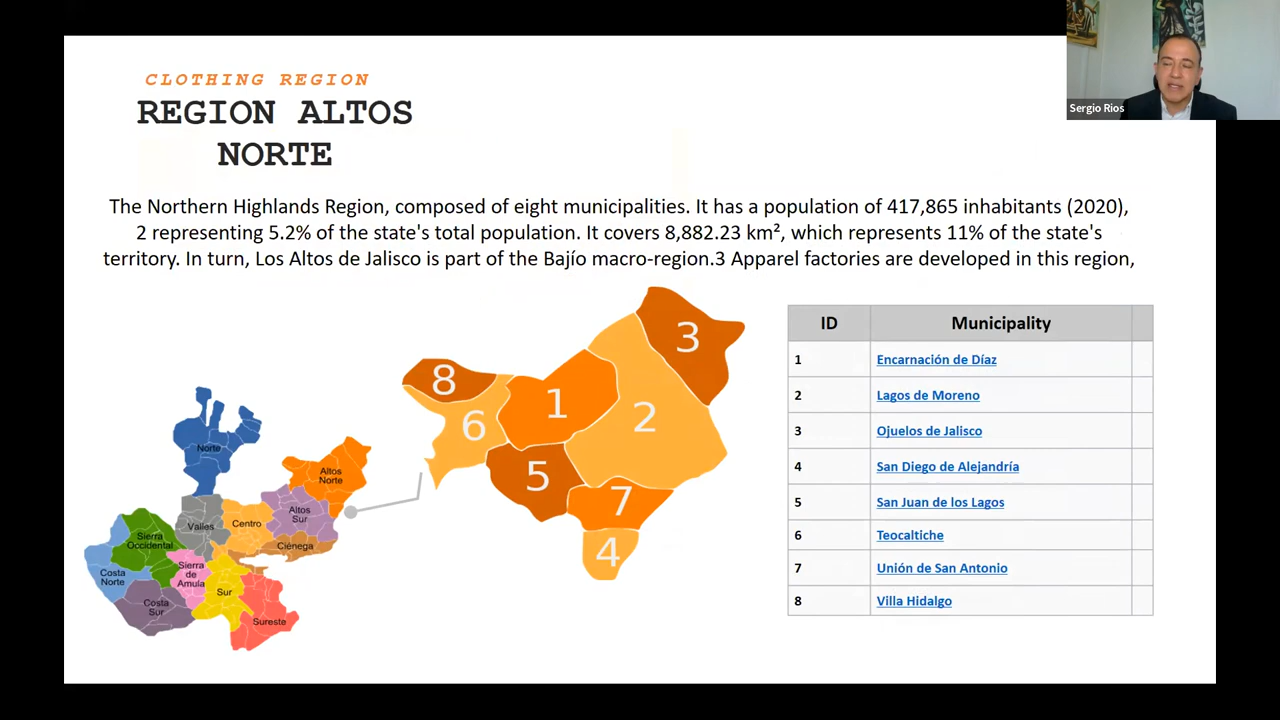 Sergio Rios
CLOTHING REGION
REGION ALTOS
NORTE
The Northern Highlands Region, composed of eight municipalities. It has a population of 417,865 inhabitants (2020),
2 representing 5.2% of the state's total population. It covers 8,882.23 km², which represents 11% of the state's
territory. In turn, Los Altos de Jalisco is part of the Bajío macro-region.3 Apparel factories are developed in this region,
Norte
Altos
Norte
Altos
Sur
Valles
Centro
Ciénega
Sierra
Occidental
Costa
Norte
Sierra
de
Amula
Sur
Costa
Sur
Sureste
3
8
1
2
6
5
7
4
ID Municipality
1 Encarnación de Díaz
2 Lagos de Moreno
3 Ojuelos de Jalisco
4 San Diego de Alejandría
5 San Juan de los Lagos
6 Teocaltiche
7 Unión de San Antonio
8 Villa Hidalgo